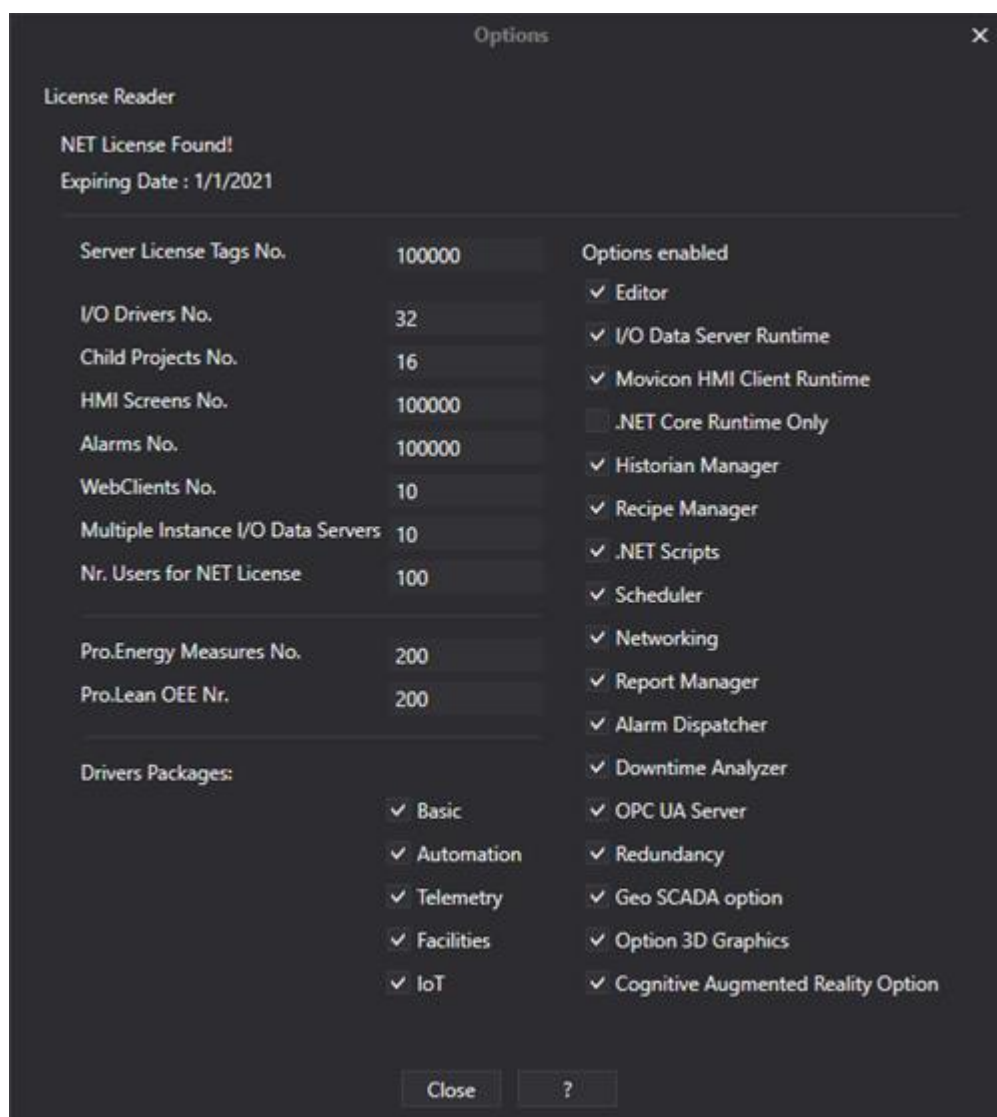 Options
License Reader
NET License Found!
Expiring Date : 1/1/2021
Server License Tags No. 100000
I/O Drivers No. 32
Child Projects No. 16
HMI Screens No. 100000
Alarms No. 100000
WebClients No. 10
Multiple Instance I/O Data Servers 10
Nr. Users for NET License 100
Pro.Energy Measures No. 200
Pro.Lean OEE Nr. 200
Drivers Packages:
Basic
Automation
Telemetry
Facilities
IoT
Options enabled
Editor
I/O Data Server Runtime
Movicon HMI Client Runtime
.NET Core Runtime Only
Historian Manager
Recipe Manager
.NET Scripts
Scheduler
Networking
Report Manager
Alarm Dispatcher
Downtime Analyzer
OPC UA Server
Redundancy
Geo SCADA option
Option 3D Graphics
Cognitive Augmented Reality Option
Close ?